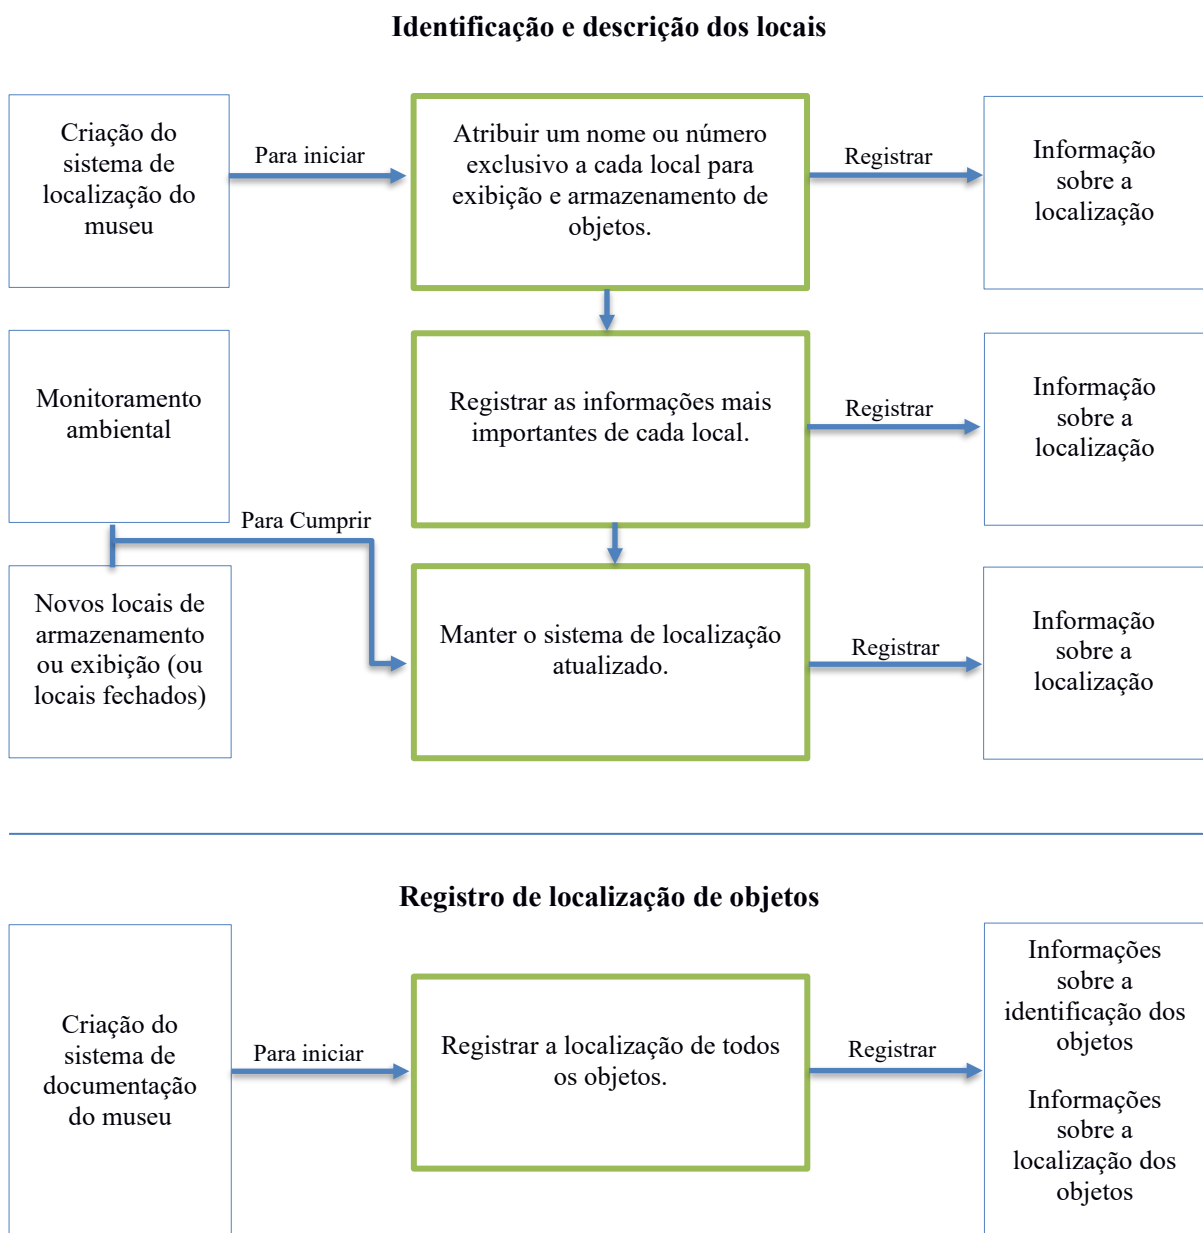 Identificação e descrição dos locais
Criação do
sistema de
localização do
museu
Para iniciar
Atribuir um nome ou número
exclusivo a cada local para
exibição e armazenamento de
objetos.
Registrar
Informação
sobre a
localização
Monitoramento
ambiental
Registrar as informações mais
importantes de cada local.
Registrar
Informação
sobre a
localização
Para Cumprir
Novos locais de
armazenamento
ou exibição (ou
locais fechados)
Manter o sistema de localização
atualizado.
Registrar
Informação
sobre a
localização
Registro de localização de objetos
Criação do
sistema de
documentação
do museu
Para iniciar
Registrar a localização de todos
os objetos.
Registrar
Informações
sobre a
identificação dos
objetos
Informações
sobre a
localização dos
objetos